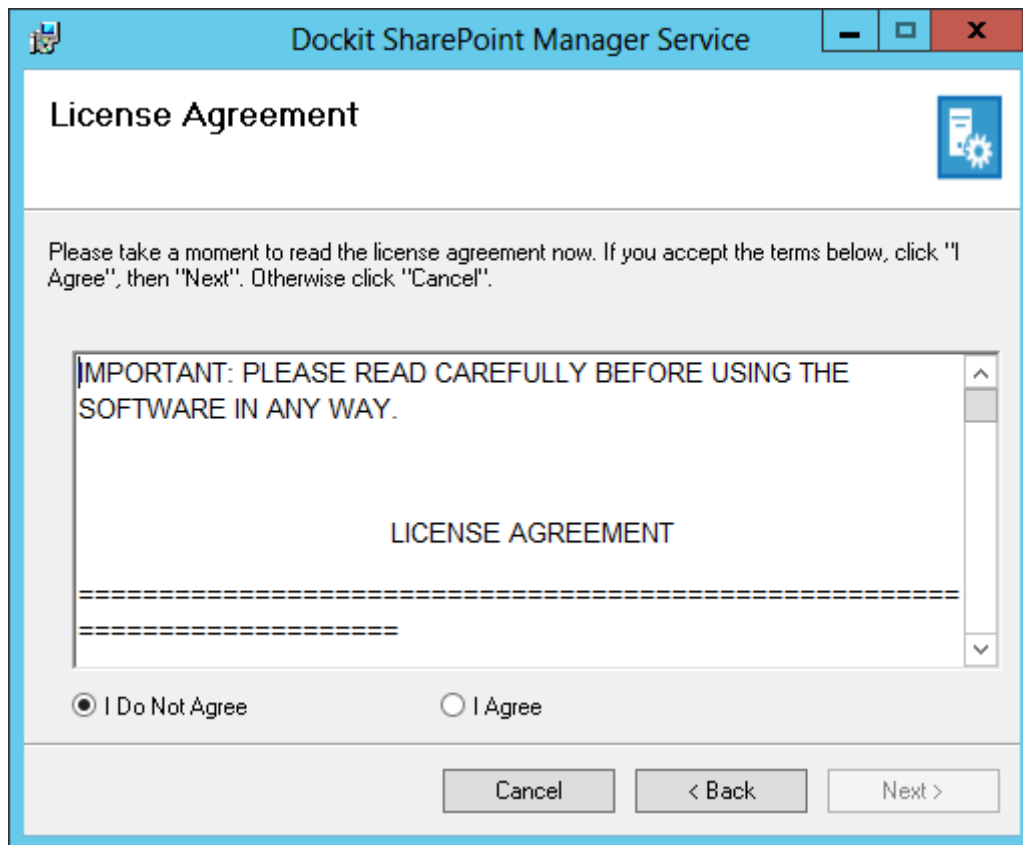 Dockit SharePoint Manager Service
License Agreement
Please take a moment to read the license agreement now. If you accept the terms below, click "I
Agree", then "Next". Otherwise click "Cancel".
IMPORTANT: PLEASE READ CAREFULLY BEFORE USING THE
SOFTWARE IN ANY WAY.
LICENSE AGREEMENT
=======================================================
====================
I Do Not Agree
I Agree
Cancel
< Back
Next >